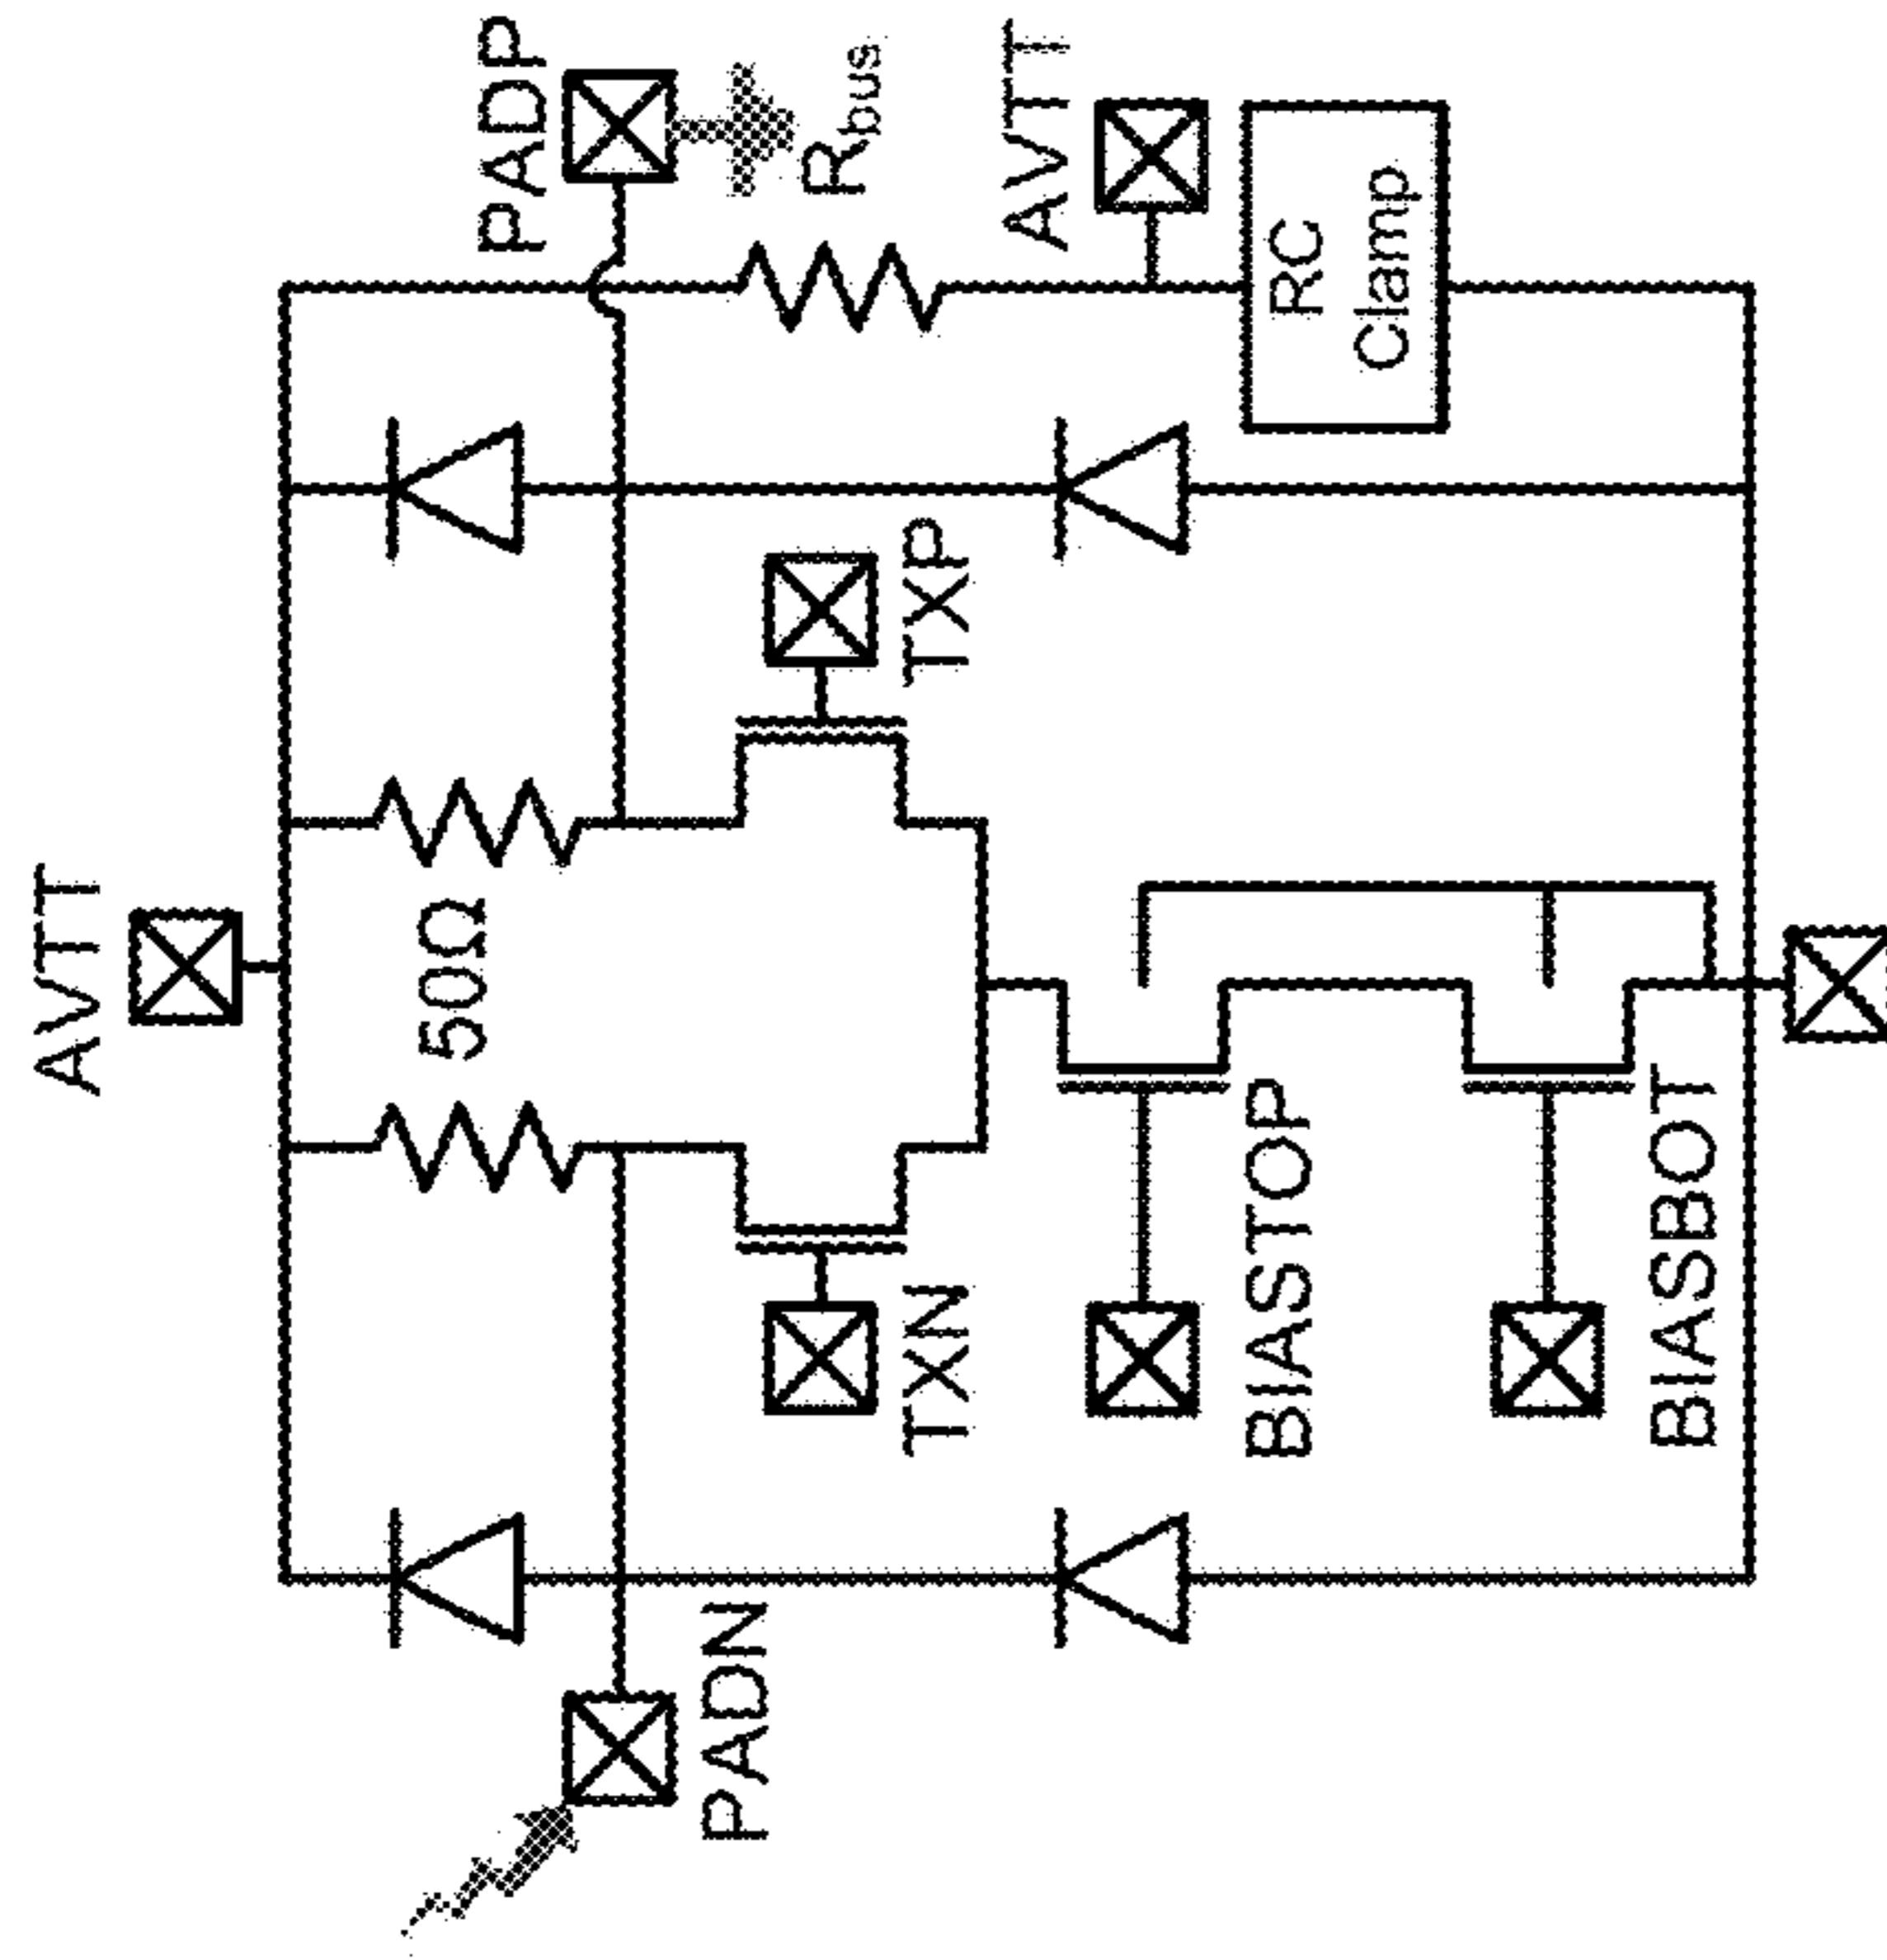 AVTT
50Ω
PADN
PADP
Rbus
TXN
TXP
AVTT
RC
Clamp
BIASTOP
BIASBOT